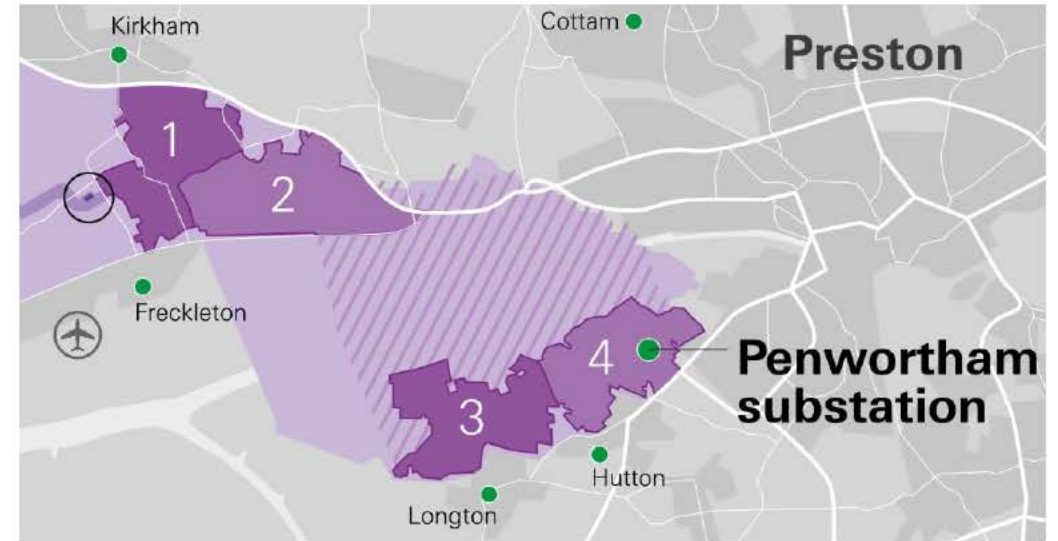 Kirkham
Cottam
Preston
1
2
Freckleton
3
4
Penwortham
substation
Hutton
Longton